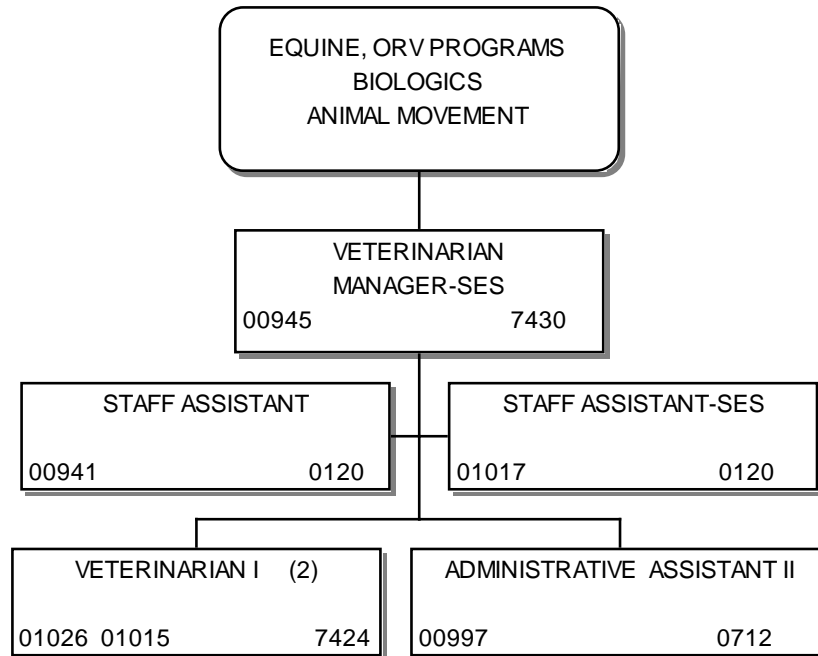 EQUINE, ORV PROGRAMS
BIOLOGICS
ANIMAL MOVEMENT
VETERINARIAN
MANAGER-SES
00945 7430
STAFF ASSISTANT
00941 0120
STAFF ASSISTANT-SES
01017 0120
VETERINARIAN I (2)
01026 01015 7424
ADMINISTRATIVE ASSISTANT II
00997 0712